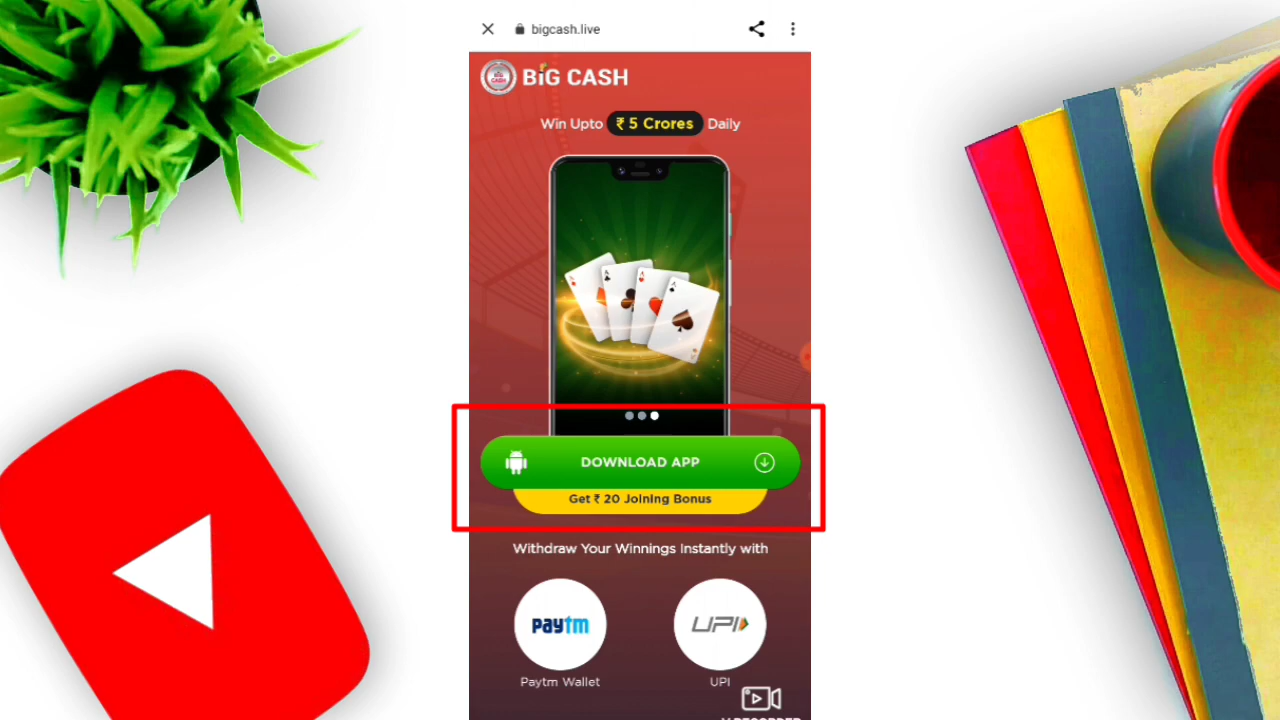 bigcash.live
BIG CASH
Win Upto ₹ 5 Crores Daily
DOWNLOAD APP
Get ₹ 20 Joining Bonus
Withdraw Your Winnings Instantly with
paytm
UPI
Paytm Wallet
UPI